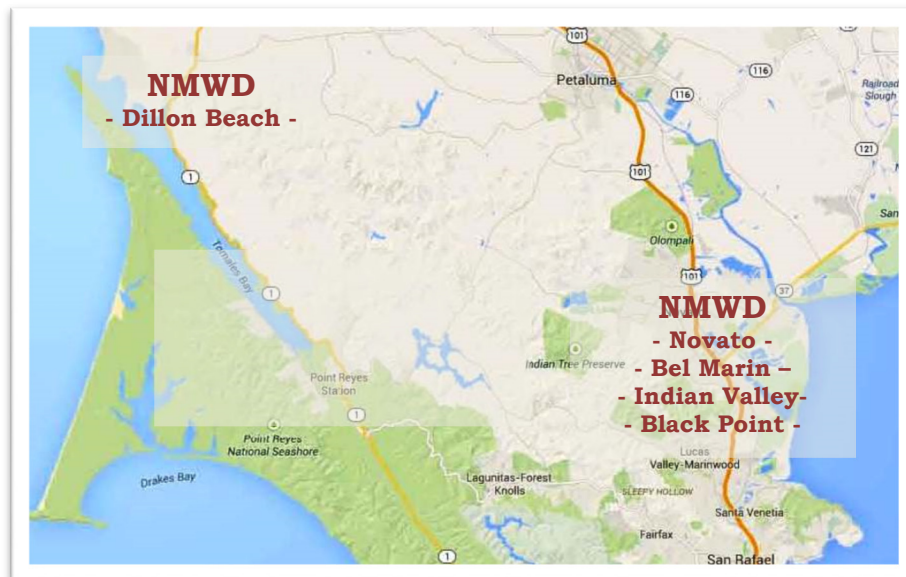 NMWD
- Dillon Beach -
101
Petaluma
116
116
Railroad
Slough
121
1
101
San
Olompali
Tomales Bay
101
37
1
NMWD
- Novato -
- Bel Marin –
- Indian Valley-
- Black Point -
Indian Tree Preserve
Point Reyes
Station
1
Point Reyes
National Seashore
Lucas
Valley-Marinwood
Drakes Bay
Lagunitas-Forest
Knolls
SLEEPY HOLLOW
Santa Venetia
Fairfax
1
San Rafael